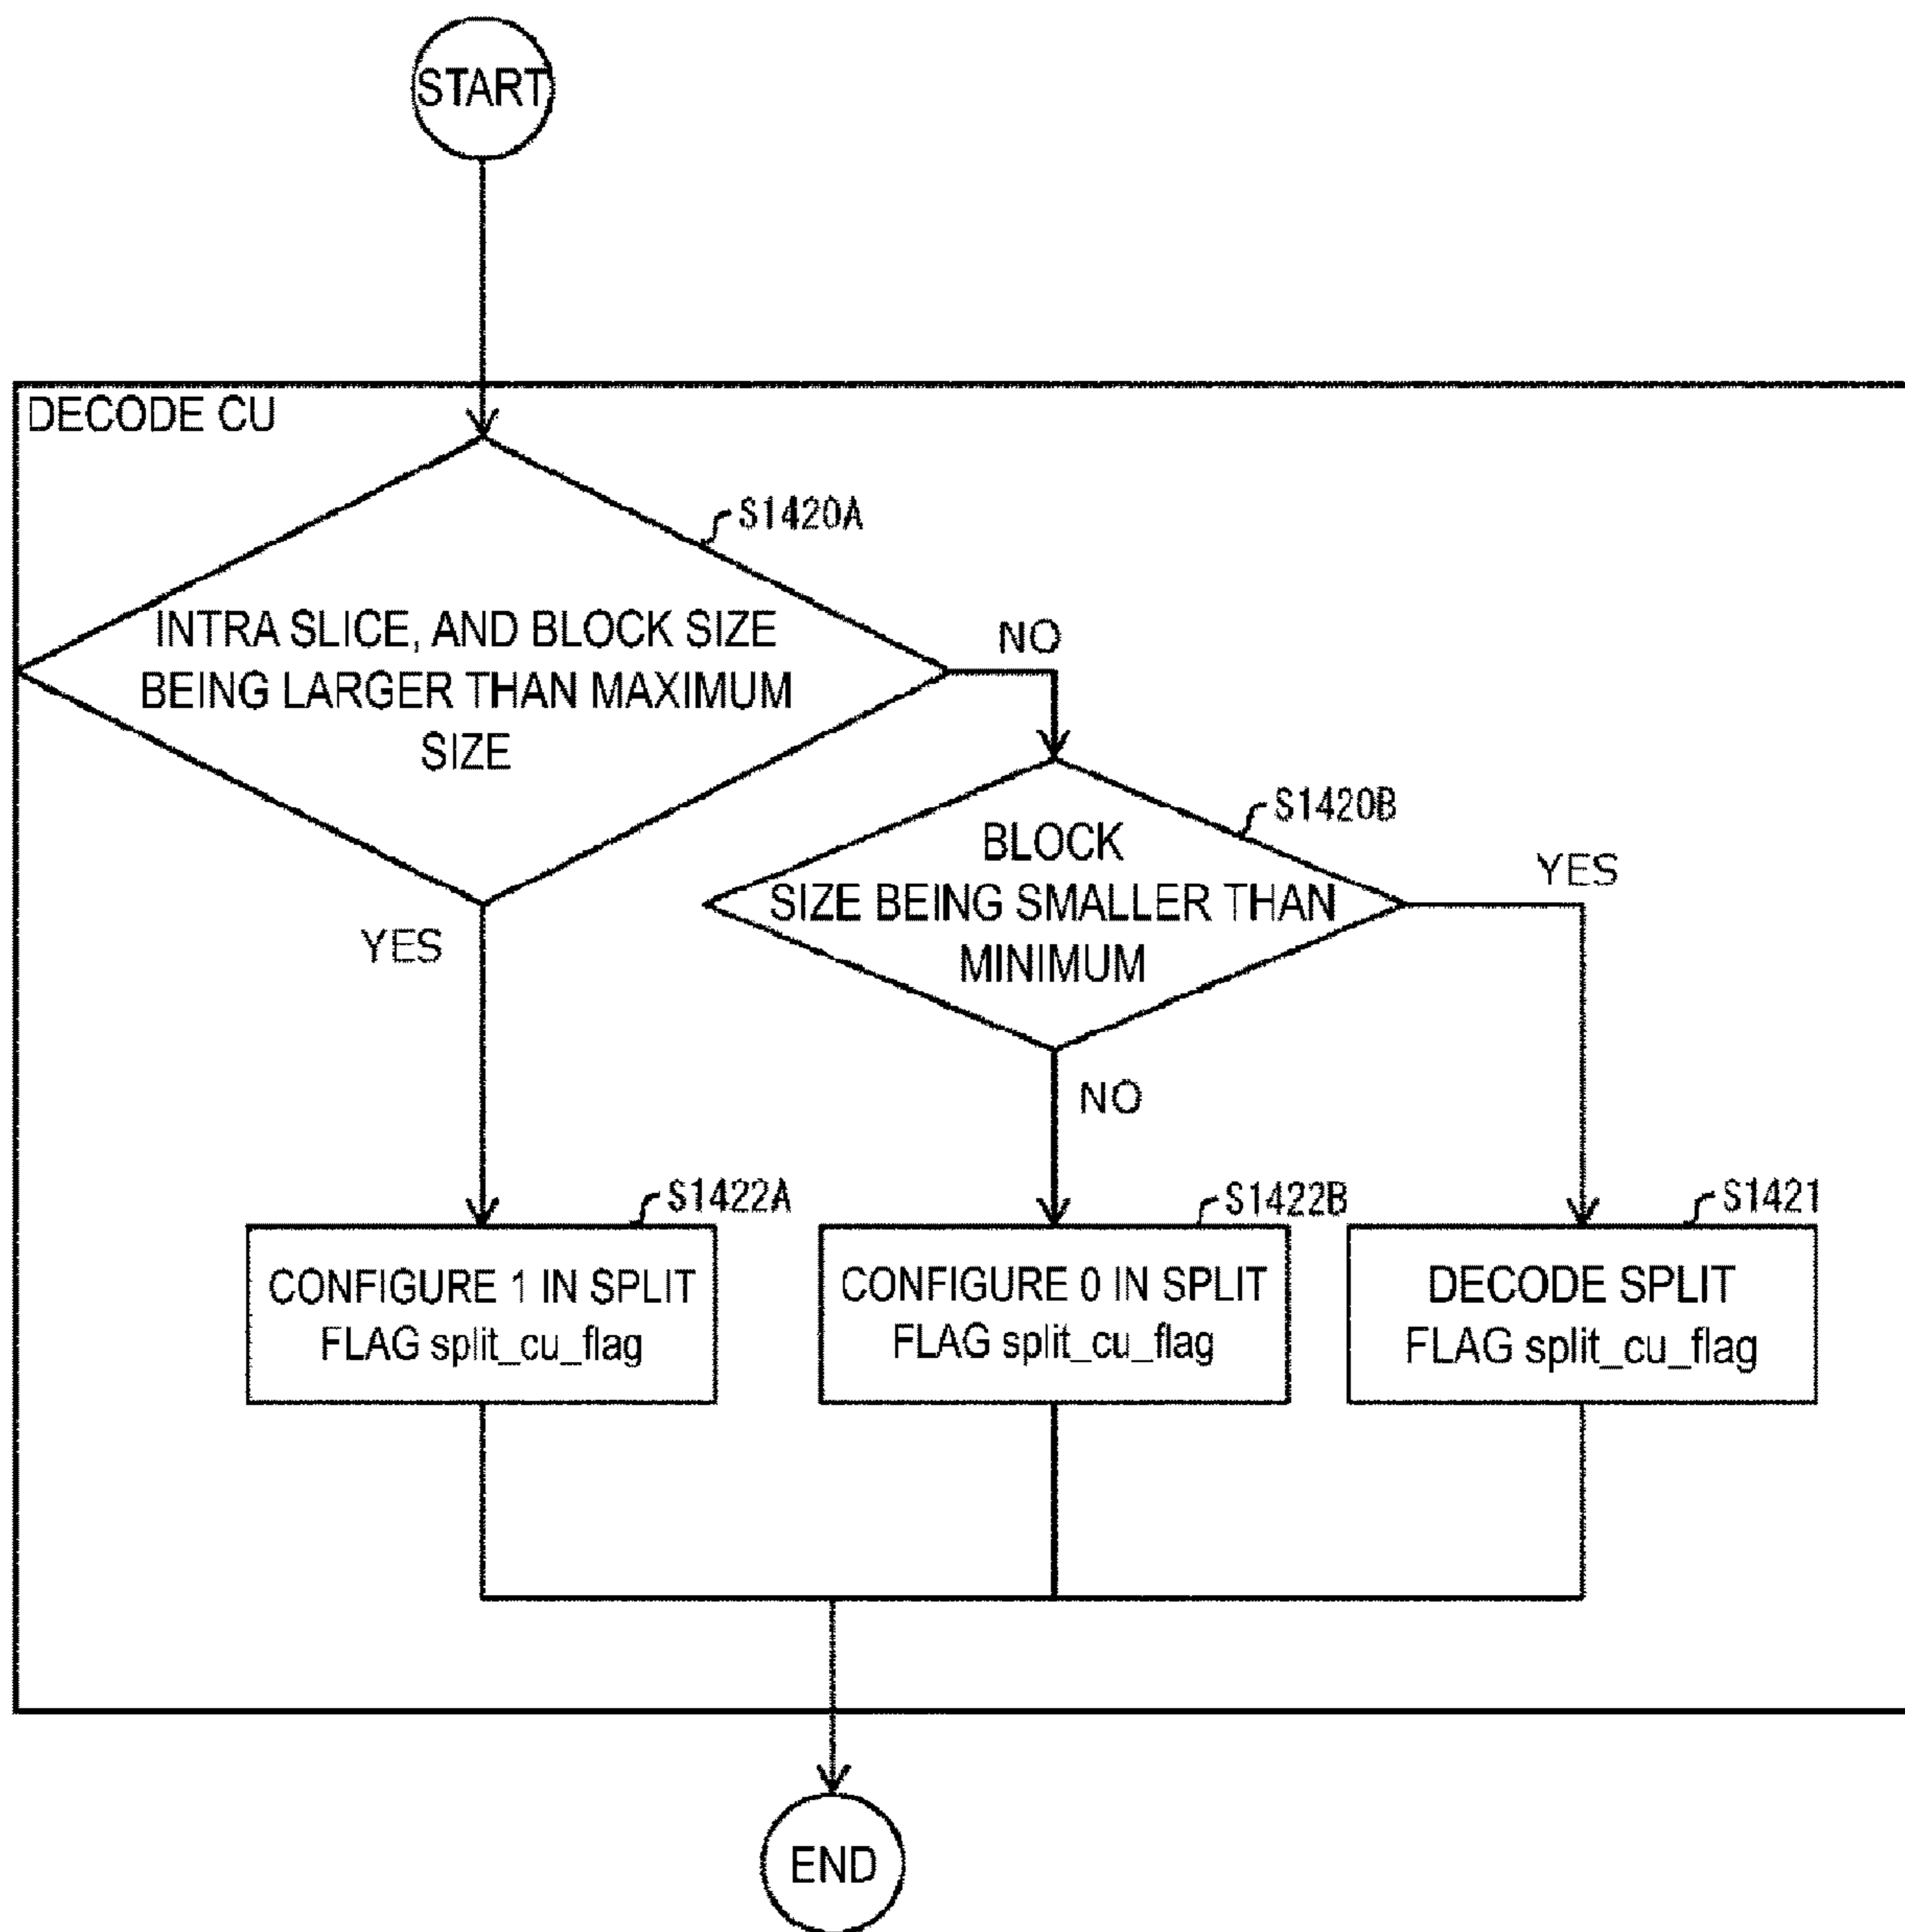 START
DECODE CU
S1420A
INTRA SLICE, AND BLOCK SIZE
BEING LARGER THAN MAXIMUM
SIZE
NO
S1420B
BLOCK
SIZE BEING SMALLER THAN
MINIMUM
YES
YES
NO
S1422A
CONFIGURE 1 IN SPLIT
FLAG split_cu_flag
S1422B
CONFIGURE 0 IN SPLIT
FLAG split_cu_flag
S1421
DECODE SPLIT
FLAG split_cu_flag
END